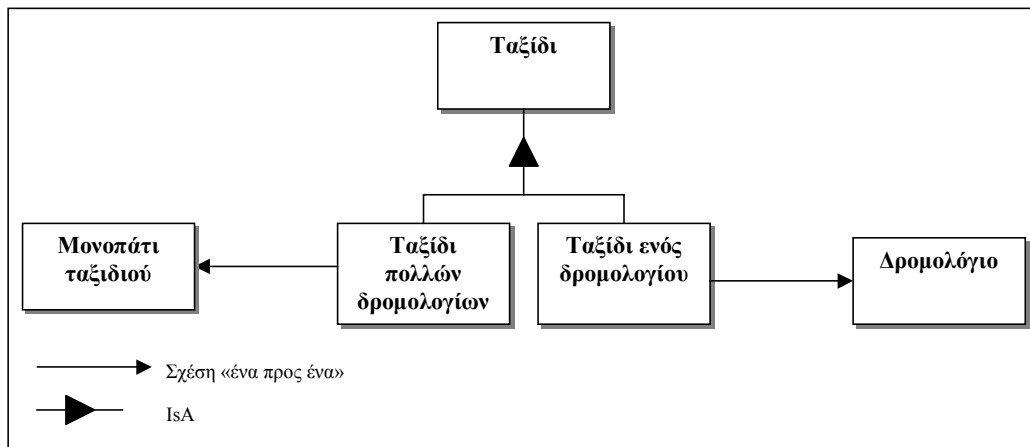 Ταξίδι
Μονοπάτι
ταξιδιού
Ταξίδι
πολλών
δρομολογίων
Ταξίδι ενός
δρομολογίου
Δρομολόγιο
Σχέση «ένα προς ένα»
IsA